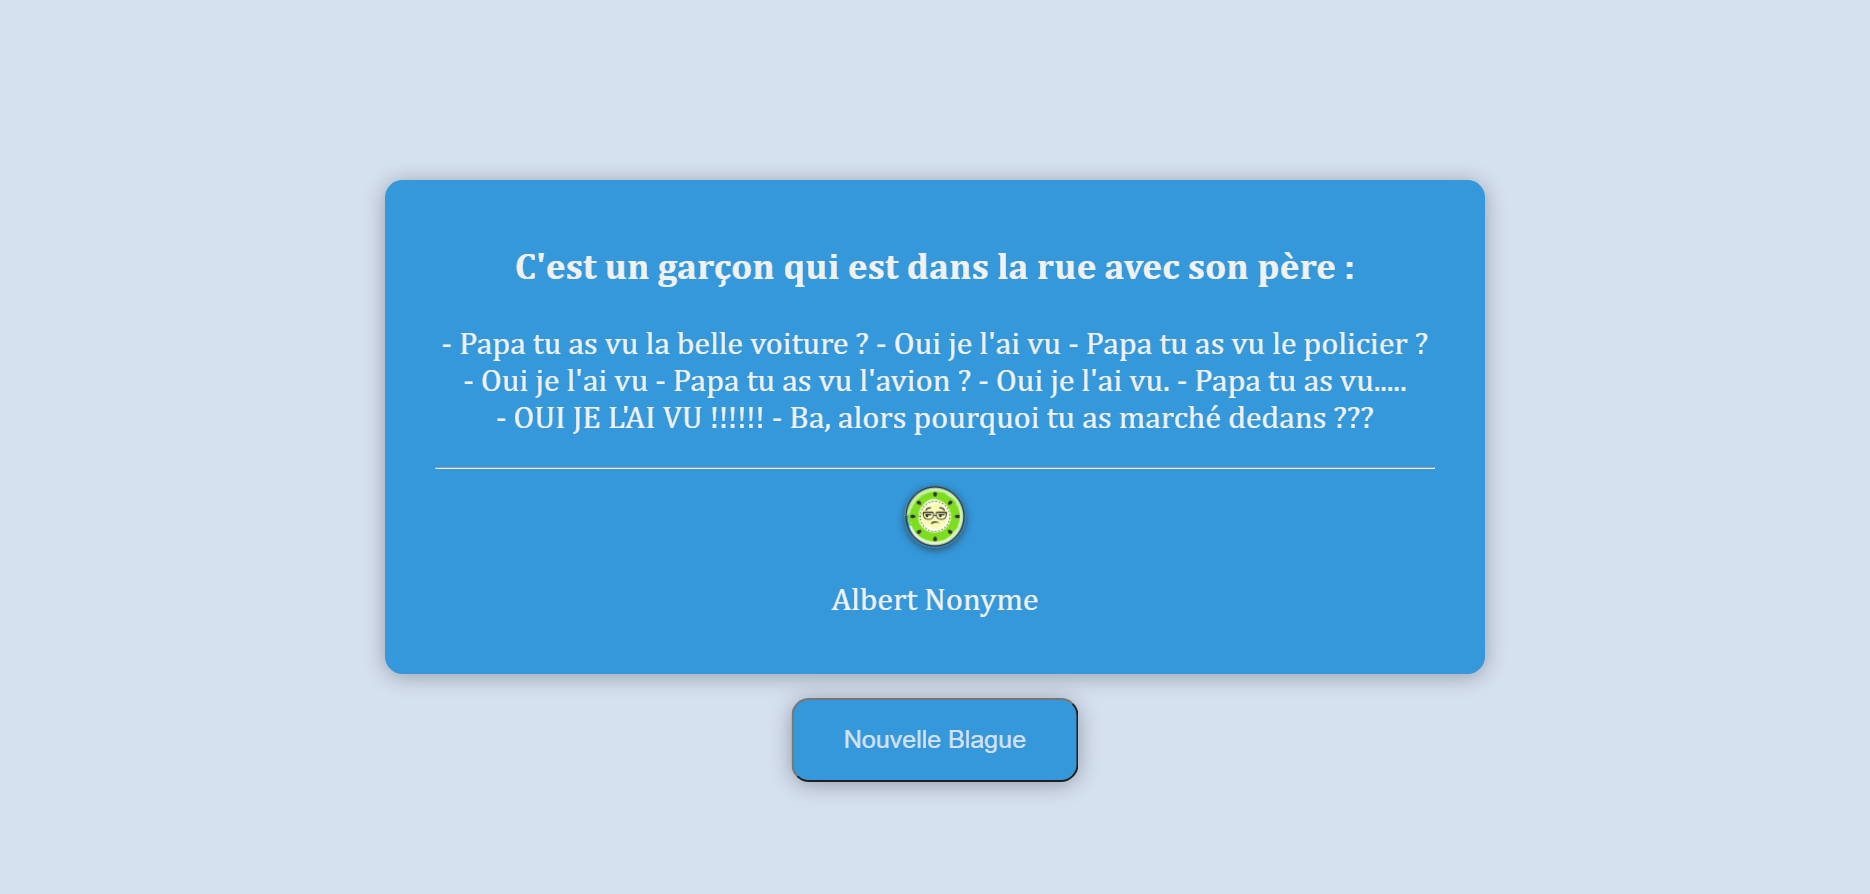 C'est un garçon qui est dans la rue avec son père :
- Papa tu as vu la belle voiture ? - Oui je l'ai vu - Papa tu as vu le policier ?
- Oui je l'ai vu - Papa tu as vu l'avion ? - Oui je l'ai vu. - Papa tu as vu.....
- OUI JE L'AI VU !!!!!! - Ba, alors pourquoi tu as marché dedans ???
Albert Nonyme
Nouvelle Blague